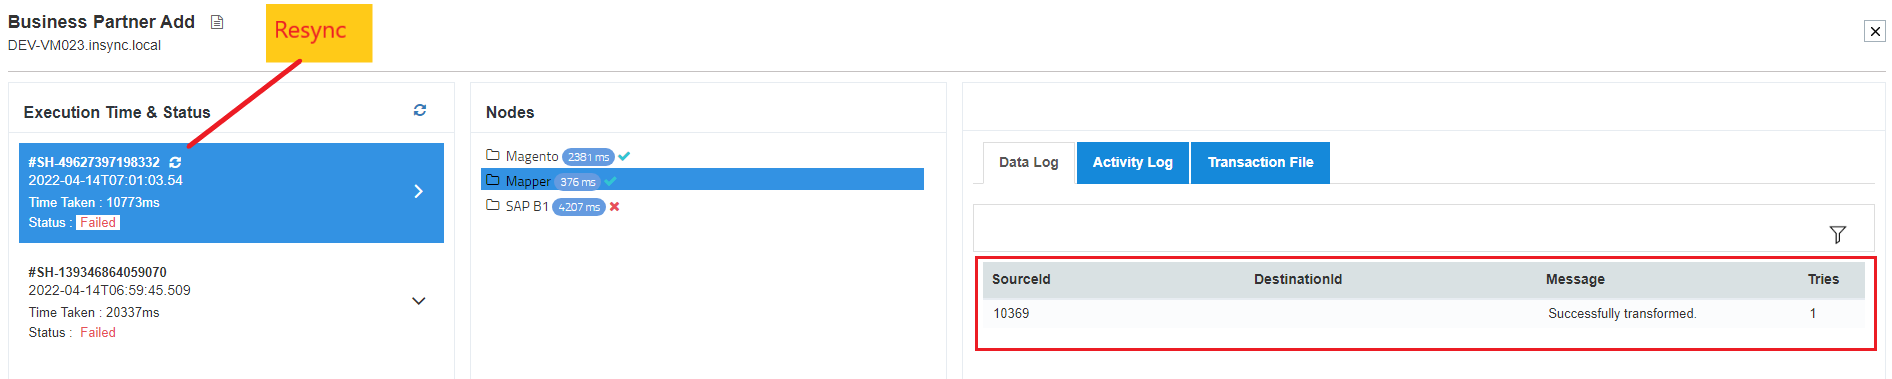 Business Partner Add
DEV-VM023.insync.local
Resync
Execution Time & Status
#SH-49627397198332
2022-04-14T07:01:03.54
Time Taken : 10773ms
Status : Failed
#SH-139346864059070
2022-04-14T06:59:45.509
Time Taken : 20337ms
Status : Failed
Nodes
Magento 2381 ms
Mapper 376 ms
SAP B1 4207 ms
Data Log Activity Log Transaction File
SourceId DestinationId Message Tries
10369 Successfully transformed. 1